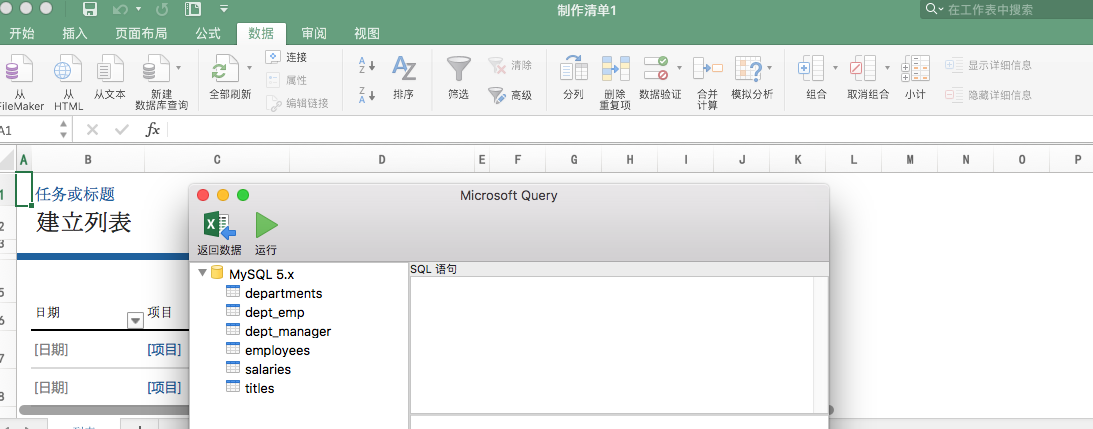 制作清单1
在工作表中搜索
开始 插入 页面布局 公式 数据 审阅 视图
从 FileMaker
从 HTML
从文本
新建 数据库查询
全部刷新
连接
属性
编辑链接
排序
筛选
清除
高级
分列
删除 重复项
数据验证
合并 计算
模拟分析
组合
取消组合
小计
显示详细信息
隐藏详细信息
A1 fx
A B C D E F G H I J K L M N O P
1 任务或标题
2 建立列表
3
5
6 日期 项目
7 [日期] [项目]
8 [日期] [项目]
Microsoft Query
返回数据 运行
MySQL 5.x
departments
dept_emp
dept_manager
employees
salaries
titles
SQL 语句